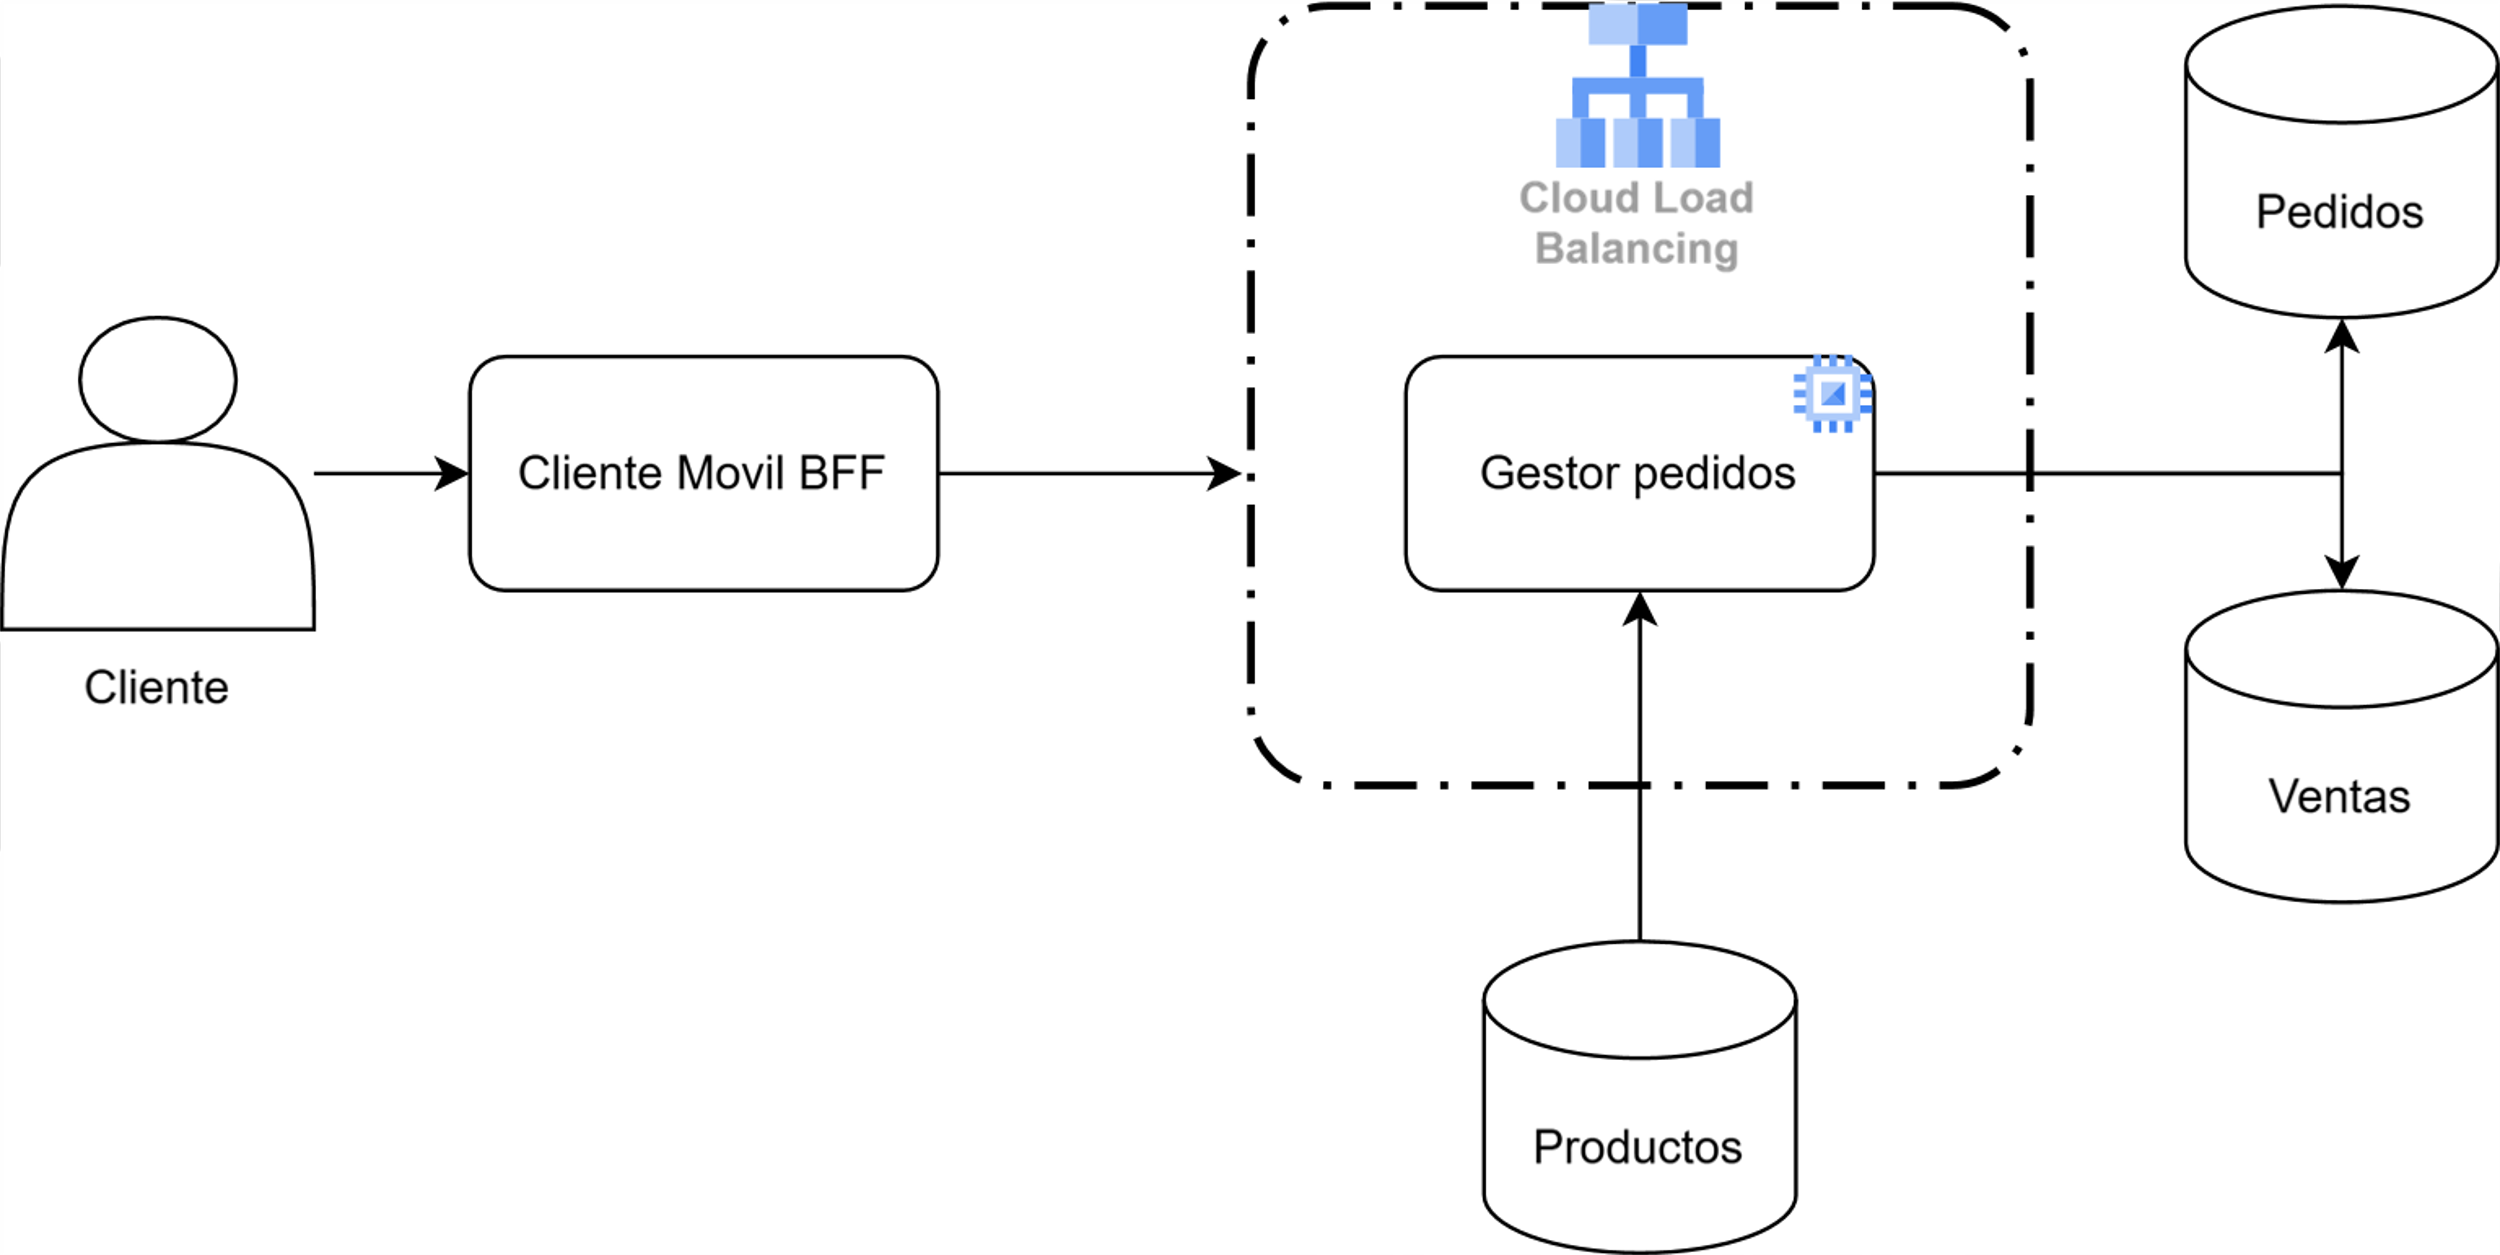 Cloud Load
Balancing
Pedidos
Cliente Movil BFF
Gestor pedidos
Cliente
Ventas
Productos